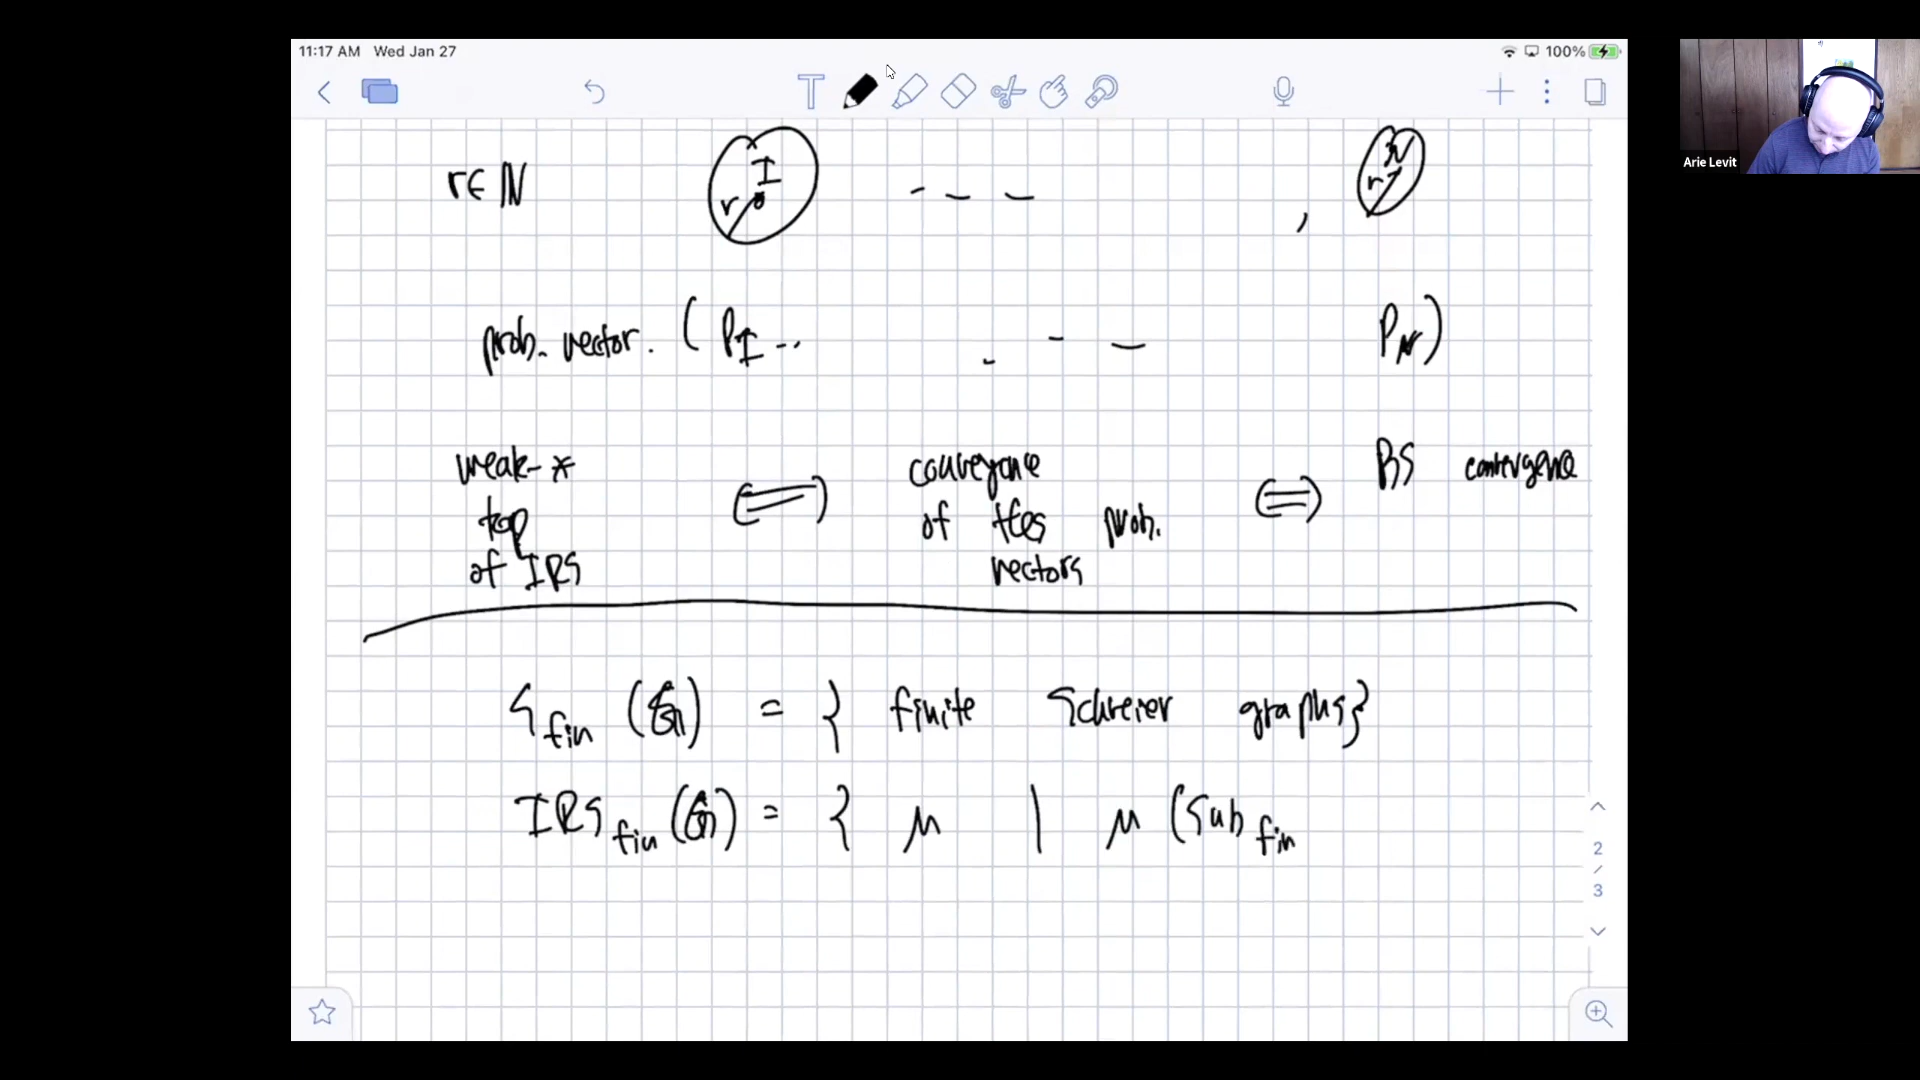 11:17 AM Wed Jan 27
100%
Arie Levit
r ∈ ℕ
I
r
- - -
,
N
r
prob. vector. ( P_I .. . - - P_N )
weak-* top of IRS ⟺ convergence of the prob. vectors ⟺ BS convergence
S_fin (G) = { finite Schreier graphs }
IRS_fin (G) = { μ | μ (Sub_fin
2
/
3